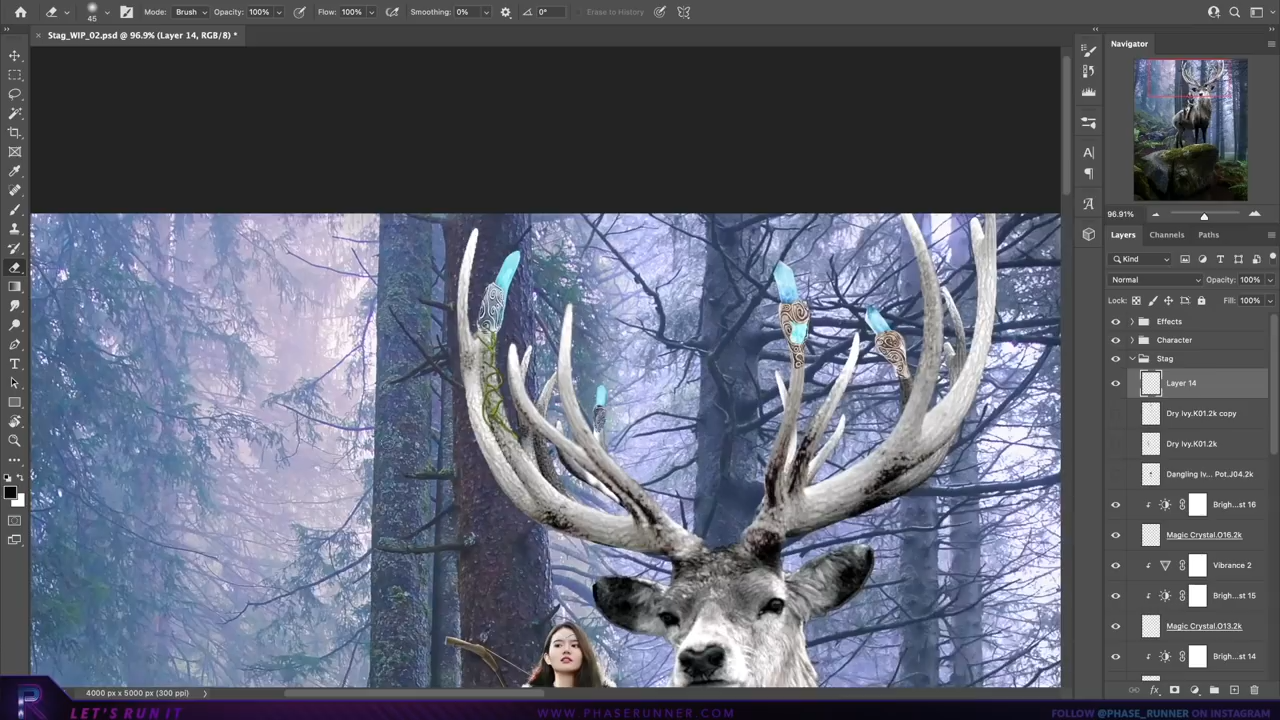 Mode: Brush Opacity: 100% Flow: 100% Smoothing: 0% 0° Erase to History
45
Stag_WIP_02.psd @ 96.9% (Layer 14, RGB/8) *
Navigator
96.91%
Layers Channels Paths
Kind
Normal Opacity: 100%
Lock: Fill: 100%
Effects
Character
Stag
Layer 14
Dry Ivy.K01.2k copy
Dry Ivy.K01.2k
Dangling Iv... Pot.J04.2k
Brigh...st 16
Magic Crystal.O16.2k
Vibrance 2
Brigh...st 15
Magic Crystal.O13.2k
Brigh...st 14
4000 px x 5000 px (300 ppi)
LET'S RUN IT
WWW.PHASERUNNER.COM
FOLLOW @PHASE_RUNNER ON INSTAGRAM